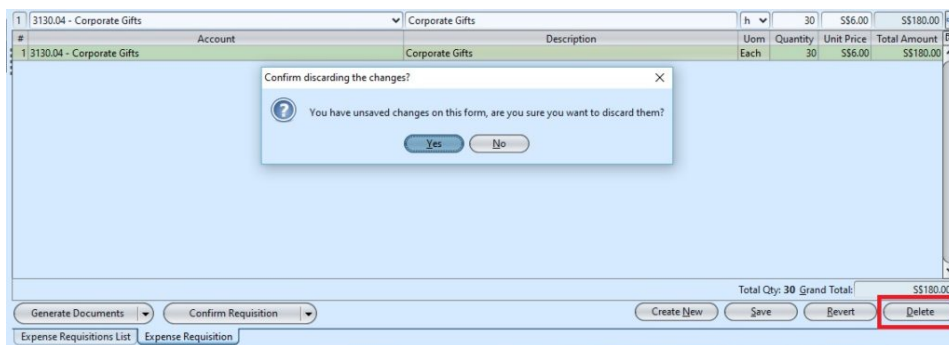 1 3130.04 - Corporate Gifts Corporate Gifts h 30 S$6.00 S$180.00
# Account Description Uom Quantity Unit Price Total Amount
1 3130.04 - Corporate Gifts Corporate Gifts Each 30 S$6.00 S$180.00
Confirm discarding the changes?
You have unsaved changes on this form, are you sure you want to discard them?
Yes No
Total Qty: 30 Grand Total: S$180.00
Generate Documents Confirm Requisition Create New Save Revert Delete
Expense Requisitions List Expense Requisition